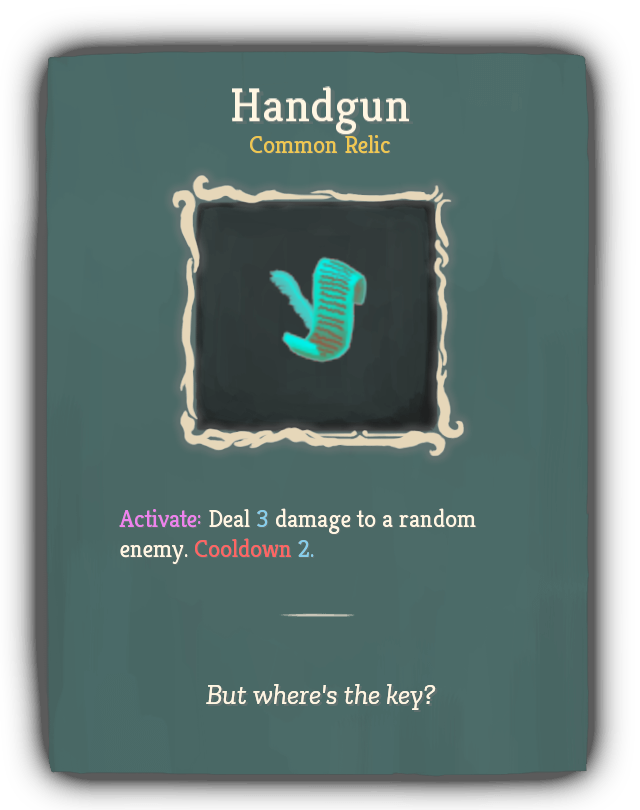 Handgun
Common Relic
Activate: Deal 3 damage to a random
enemy. Cooldown 2.
But where's the key?